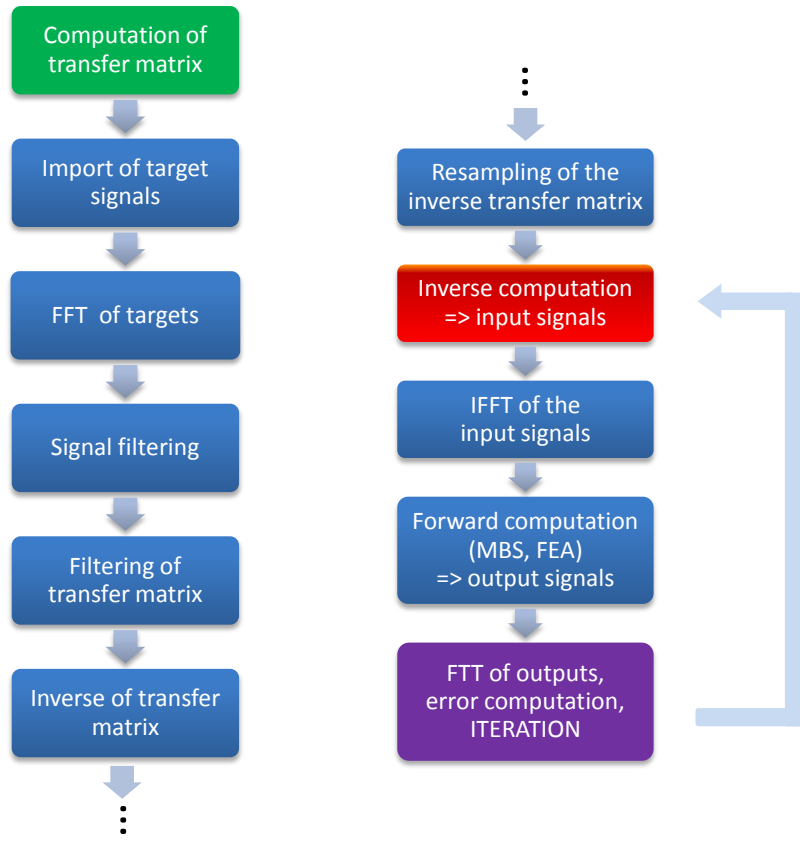 Computation of
transfer matrix
Import of target
signals
FFT of targets
Signal filtering
Filtering of
transfer matrix
Inverse of transfer
matrix
⋮
⋮
Resampling of the
inverse transfer matrix
Inverse computation
=> input signals
IFFT of the
input signals
Forward computation
(MBS, FEA)
=> output signals
FTT of outputs,
error computation,
ITERATION